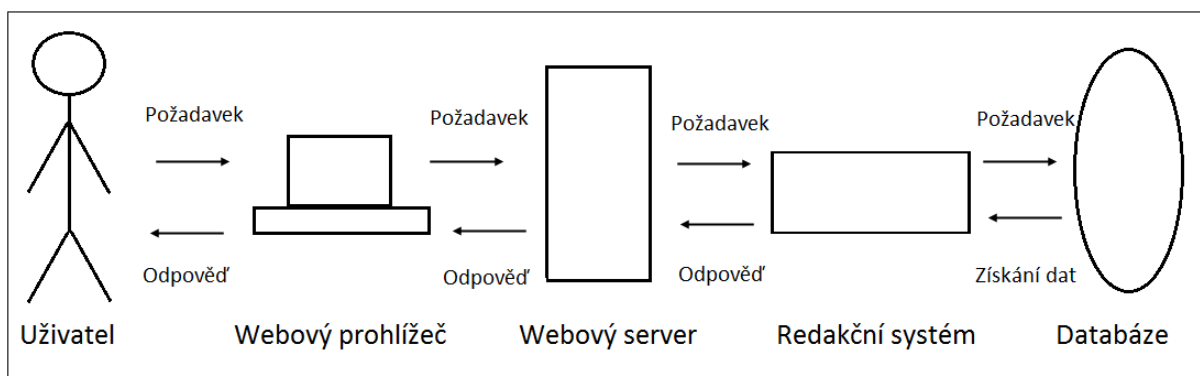 Požadavek
Požadavek
Požadavek
Požadavek
Odpověď
Odpověď
Odpověď
Získání dat
Uživatel
Webový prohlížeč
Webový server
Redakční systém
Databáze